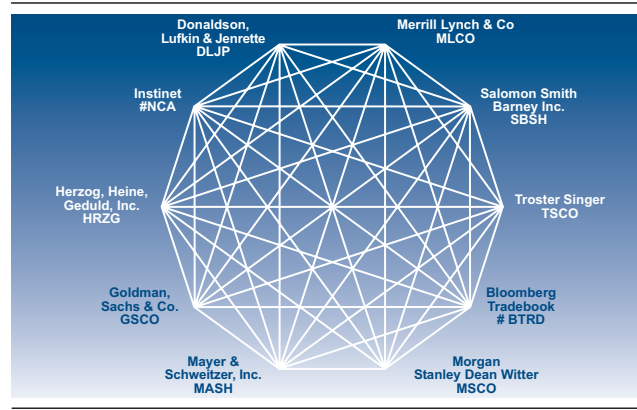 Donaldson,
Lufkin & Jenrette
DLJP
Merrill Lynch & Co
MLCO
Instinet
#NCA
Salomon Smith
Barney Inc.
SBSH
Herzog, Heine,
Geduld, Inc.
HRZG
Troster Singer
TSCO
Goldman,
Sachs & Co.
GSCO
Bloomberg
Tradebook
# BTRD
Mayer &
Schweitzer, Inc.
MASH
Morgan
Stanley Dean Witter
MSCO